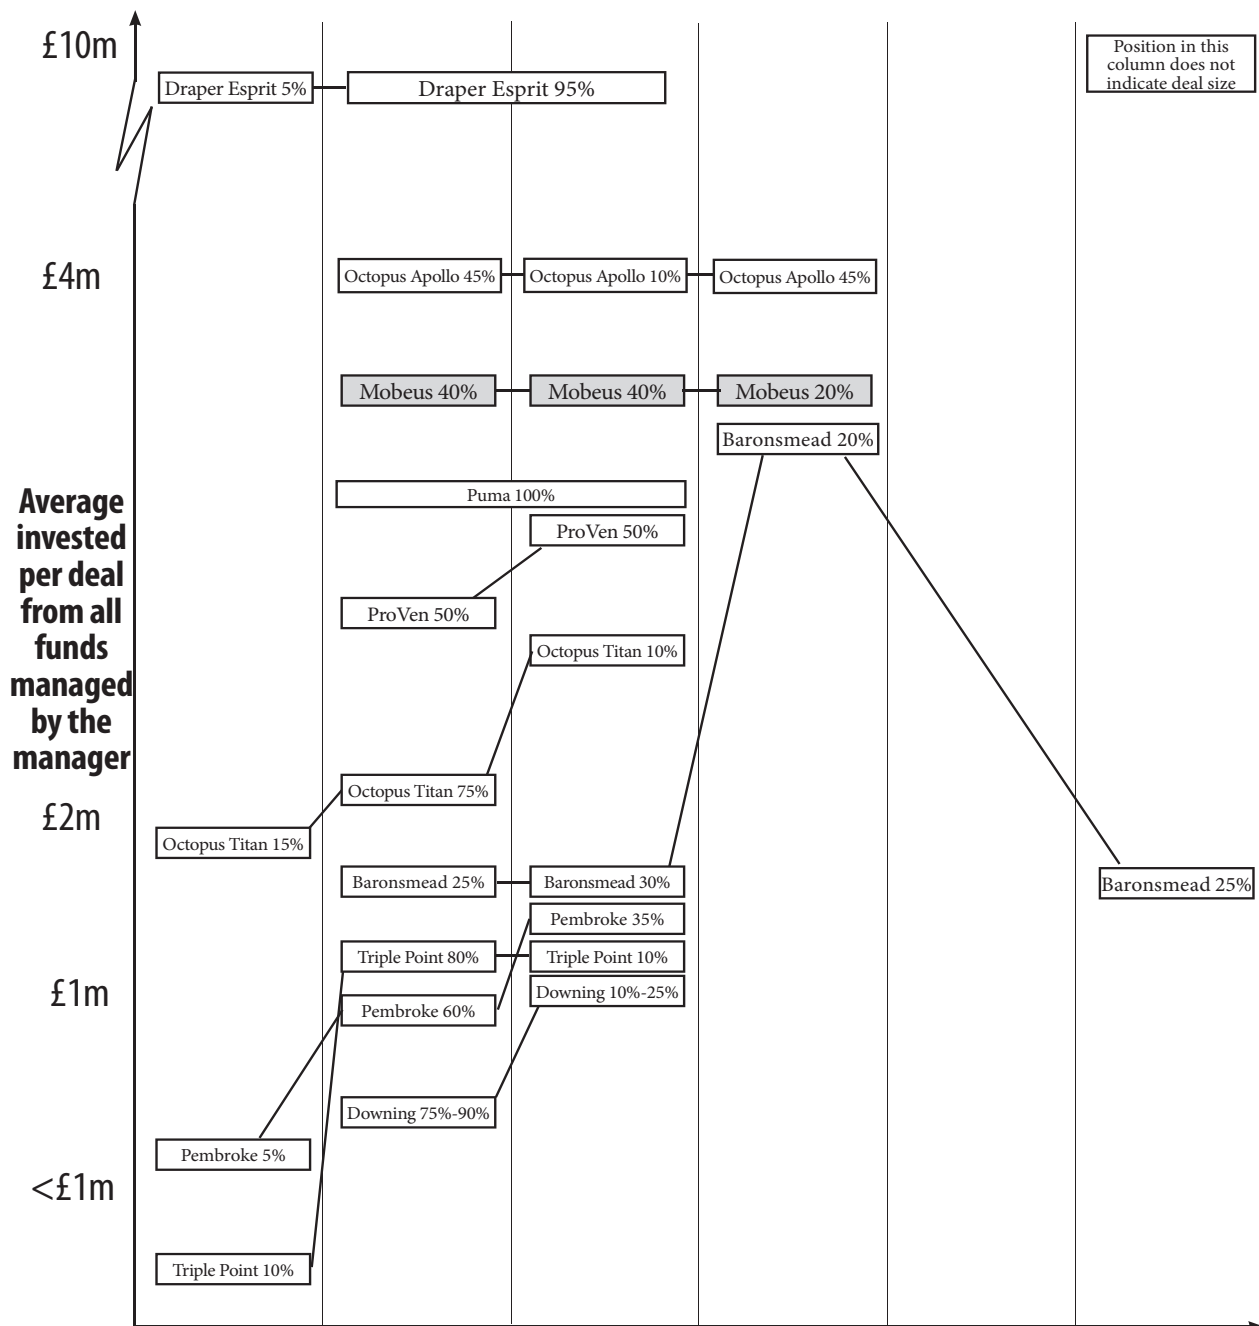 £10m
Position in this
column does not
indicate deal size
Draper Esprit 5%
Draper Esprit 95%
£4m
Octopus Apollo 45%
Octopus Apollo 10%
Octopus Apollo 45%
Mobeus 40%
Mobeus 40%
Mobeus 20%
Baronsmead 20%
Average
invested
per deal
from all
funds
managed
by the
manager
Puma 100%
ProVen 50%
ProVen 50%
Octopus Titan 10%
Octopus Titan 75%
£2m
Octopus Titan 15%
Baronsmead 25%
Baronsmead 30%
Baronsmead 25%
Pembroke 35%
Triple Point 80%
Triple Point 10%
£1m
Downing 10%-25%
Pembroke 60%
Downing 75%-90%
Pembroke 5%
<£1m
Triple Point 10%